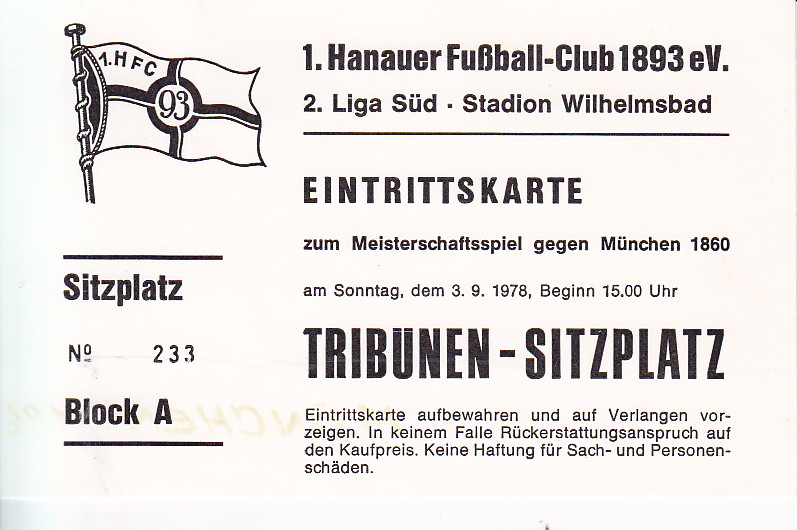 1. HFC
93
1. Hanauer Fußball-Club 1893 eV.
2. Liga Süd · Stadion Wilhelmsbad
EINTRITTSKARTE
zum Meisterschaftsspiel gegen München 1860
am Sonntag, dem 3. 9. 1978, Beginn 15.00 Uhr
TRIBÜNEN - SITZPLATZ
Eintrittskarte aufbewahren und auf Verlangen vor-
zeigen. In keinem Falle Rückerstattungsanspruch auf
den Kaufpreis. Keine Haftung für Sach- und Personen-
schäden.
Sitzplatz
Nº 233
Block A